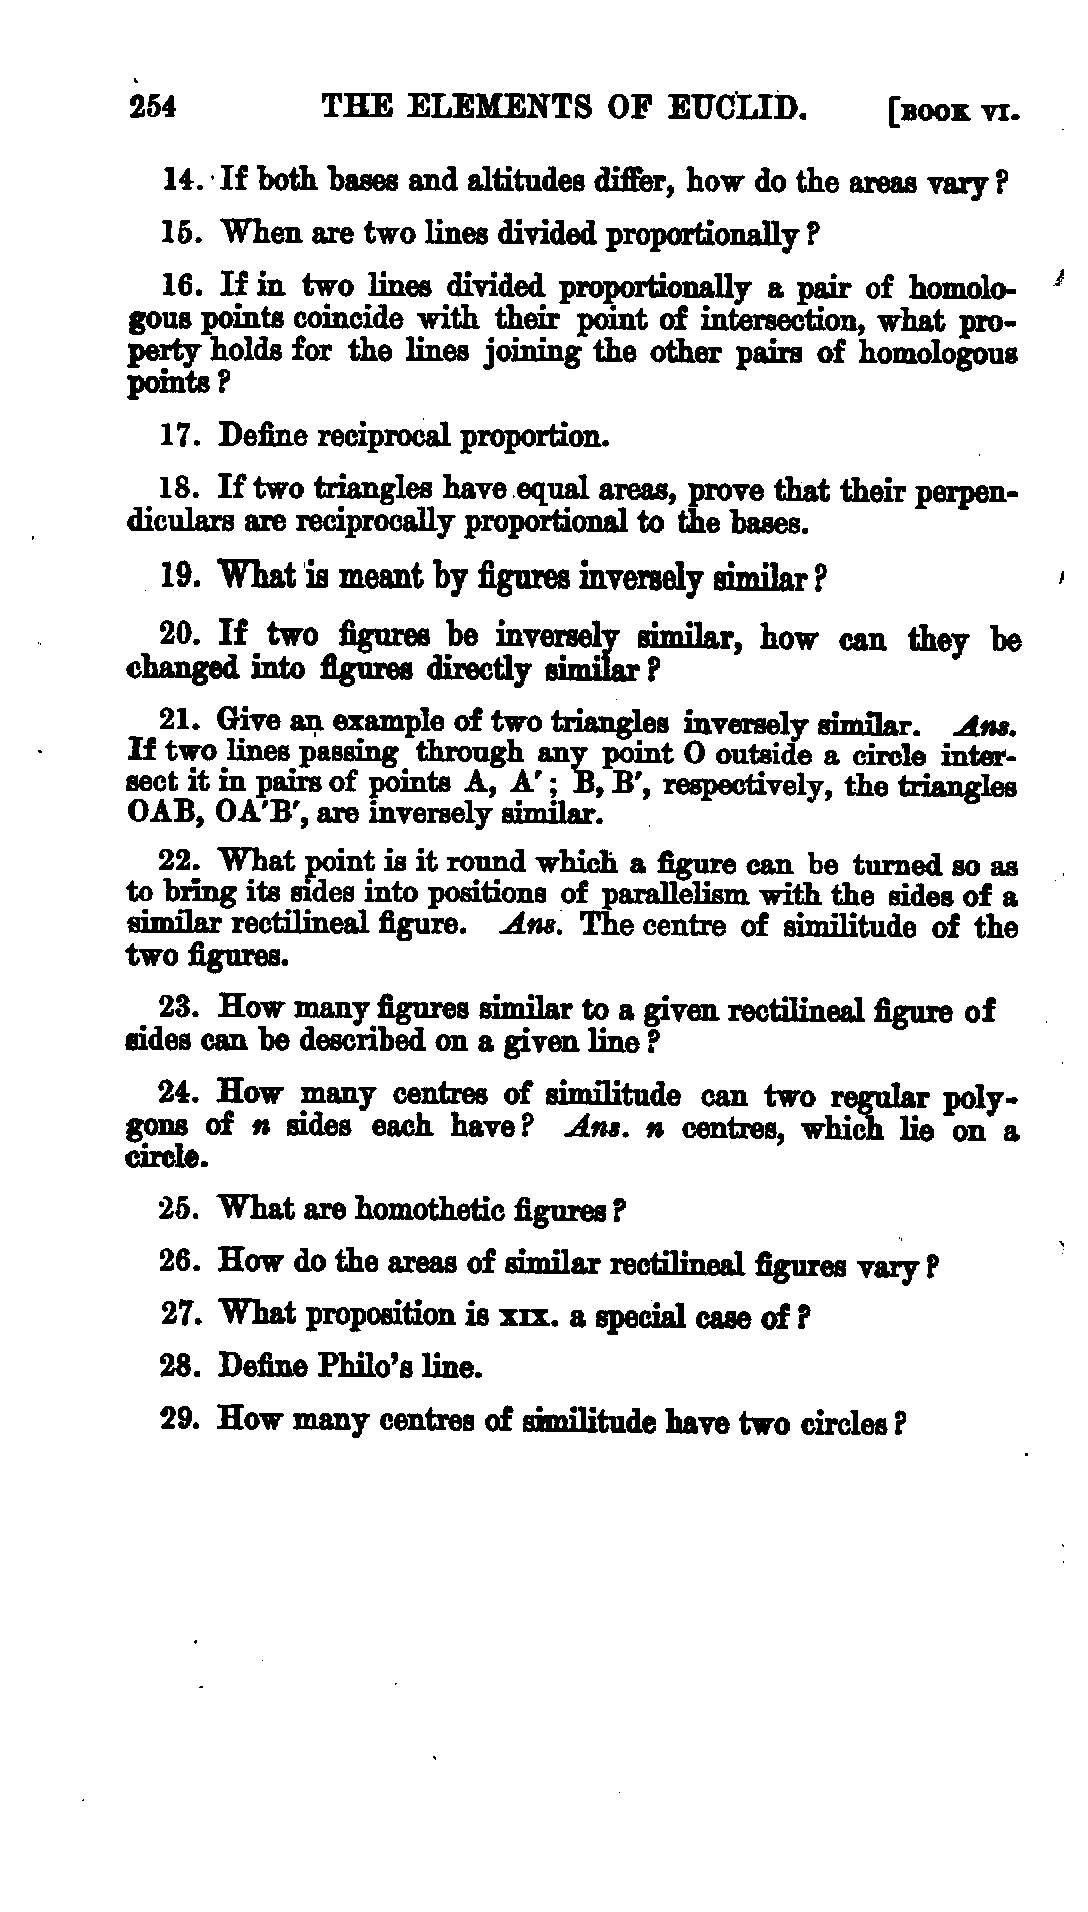 254 THE ELEMENTS OF EUCLID. [BOOK VI.
14. If both bases and altitudes differ, how do the areas vary?
15. When are two lines divided proportionally?
16. If in two lines divided proportionally a pair of homolo-
gous points coincide with their point of intersection, what pro-
perty holds for the lines joining the other pairs of homologous
points?
17. Define reciprocal proportion.
18. If two triangles have equal areas, prove that their perpen-
diculars are reciprocally proportional to the bases.
19. What is meant by figures inversely similar?
20. If two figures be inversely similar, how can they be
changed into figures directly similar?
21. Give an example of two triangles inversely similar. Ans.
If two lines passing through any point O outside a circle inter-
sect it in pairs of points A, A′; B, B′, respectively, the triangles
OAB, OA′B′, are inversely similar.
22. What point is it round which a figure can be turned so as
to bring its sides into positions of parallelism with the sides of a
similar rectilineal figure. Ans. The centre of similitude of the
two figures.
23. How many figures similar to a given rectilineal figure of
sides can be described on a given line?
24. How many centres of similitude can two regular poly-
gons of n sides each have? Ans. n centres, which lie on a
circle.
25. What are homothetic figures?
26. How do the areas of similar rectilineal figures vary?
27. What proposition is XIX. a special case of?
28. Define Philo's line.
29. How many centres of similitude have two circles?